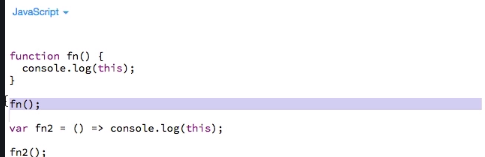 JavaScript
function fn() {
  console.log(this);
}
fn();
var fn2 = () => console.log(this);
fn2();